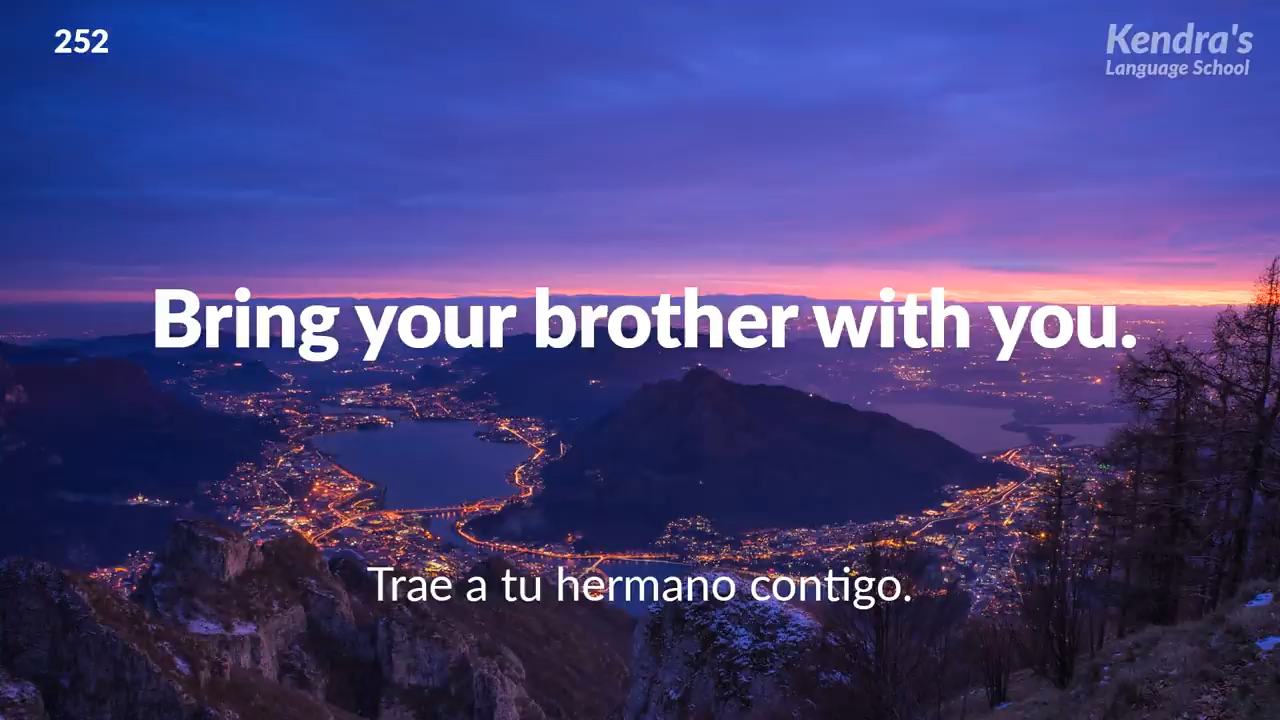 252
Kendra's
Language School
Bring your brother with you.
Trae a tu hermano contigo.